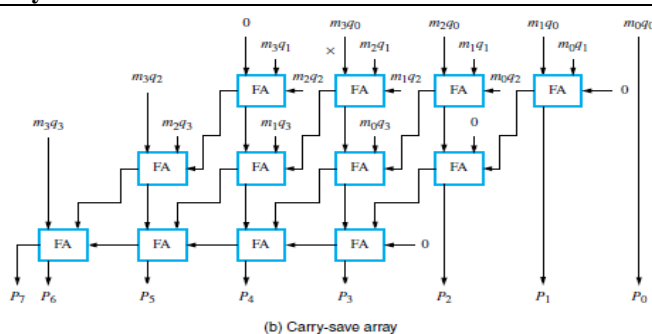 0 m₃q₀ m₂q₀ m₁q₀ m₀q₀
m₃q₁ × m₂q₁ m₁q₁ m₀q₁
m₃q₂ FA m₂q₂ FA m₁q₂ FA m₀q₂ FA 0
m₃q₃ m₂q₃ m₁q₃ m₀q₃ 0
FA FA FA FA
FA FA FA FA 0
P₇ P₆ P₅ P₄ P₃ P₂ P₁ P₀
(b) Carry-save array